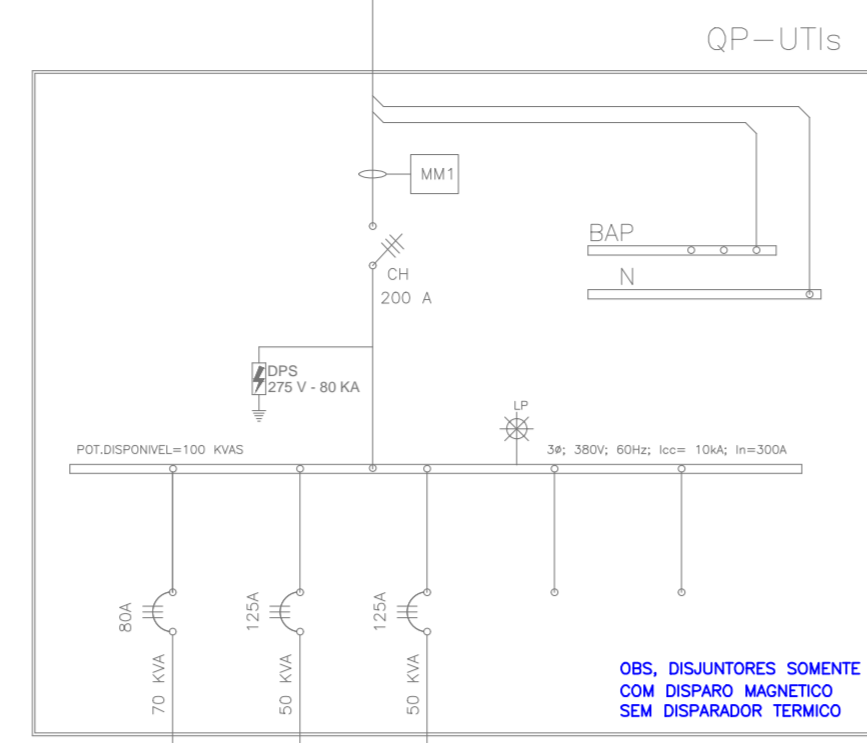 QP-UTIs
MM1
BAP
CH
200 A
N
DPS
275 V - 80 KA
LP
POT.DISPONIVEL=100 KVAS
3ø; 380V; 60Hz; Icc= 10kA; In=300A
80A
125A
125A
70 KVA
50 KVA
50 KVA
OBS, DISJUNTORES SOMENTE
COM DISPARO MAGNETICO
SEM DISPARADOR TERMICO